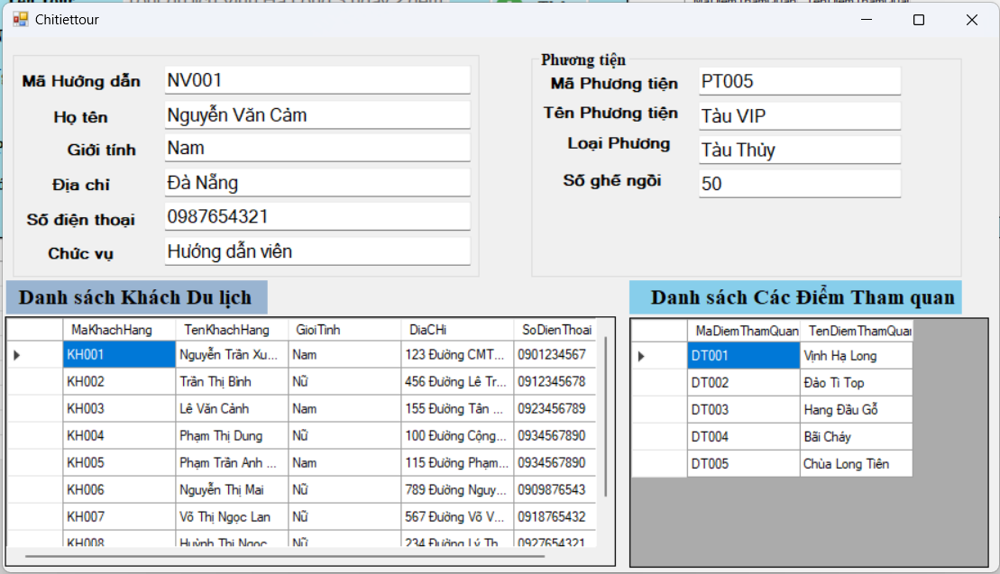 Chitiettour
Mã Hướng dẫn NV001
Họ tên Nguyễn Văn Cảm
Giới tính Nam
Địa chỉ Đà Nẵng
Số điện thoại 0987654321
Chức vụ Hướng dẫn viên
Phương tiện
Mã Phương tiện PT005
Tên Phương tiện Tàu VIP
Loại Phương Tàu Thủy
Số ghế ngồi 50
Danh sách Khách Du lịch
MaKhachHang TenKhachHang GioiTinh DiaCHi SoDienThoai
KH001 Nguyễn Trần Xu... Nam 123 Đường CMT... 0901234567
KH002 Trần Thị Bình Nữ 456 Đường Lê Tr... 0912345678
KH003 Lê Văn Cảnh Nam 155 Đường Tân ... 0923456789
KH004 Phạm Thị Dung Nữ 100 Đường Cộng... 0934567890
KH005 Phạm Trần Anh ... Nam 115 Đường Phạm... 0934567890
KH006 Nguyễn Thị Mai Nữ 789 Đường Nguy... 0909876543
KH007 Võ Thị Ngọc Lan Nữ 567 Đường Võ V... 0918765432
KH008 Huỳnh Thị Ngọc Nữ 234 Đường Lý Th... 0927654321
Danh sách Các Điểm Tham quan
MaDiemThamQuan TenDiemThamQuan
DT001 Vịnh Hạ Long
DT002 Đảo Ti Top
DT003 Hang Đầu Gỗ
DT004 Bãi Cháy
DT005 Chùa Long Tiên